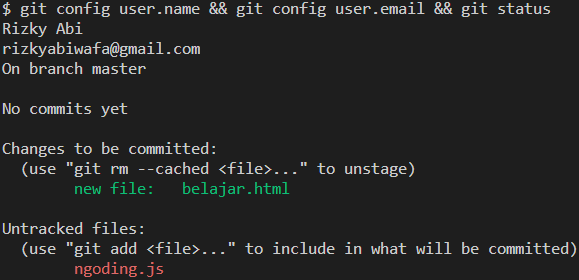 $ git config user.name && git config user.email && git status
Rizky Abi
rizkyabiwafa@gmail.com
On branch master
No commits yet
Changes to be committed:
(use "git rm --cached <file>..." to unstage)
new file: belajar.html
Untracked files:
(use "git add <file>..." to include in what will be committed)
ngoding.js